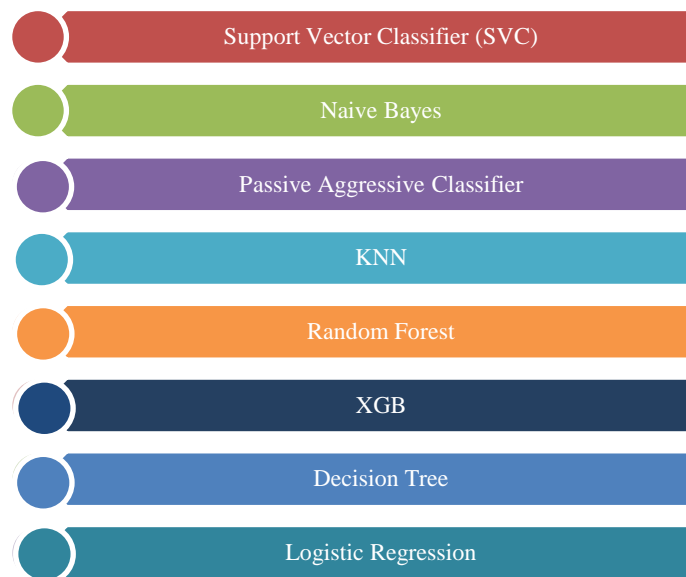 Support Vector Classifier (SVC)
Naive Bayes
Passive Aggressive Classifier
KNN
Random Forest
XGB
Decision Tree
Logistic Regression